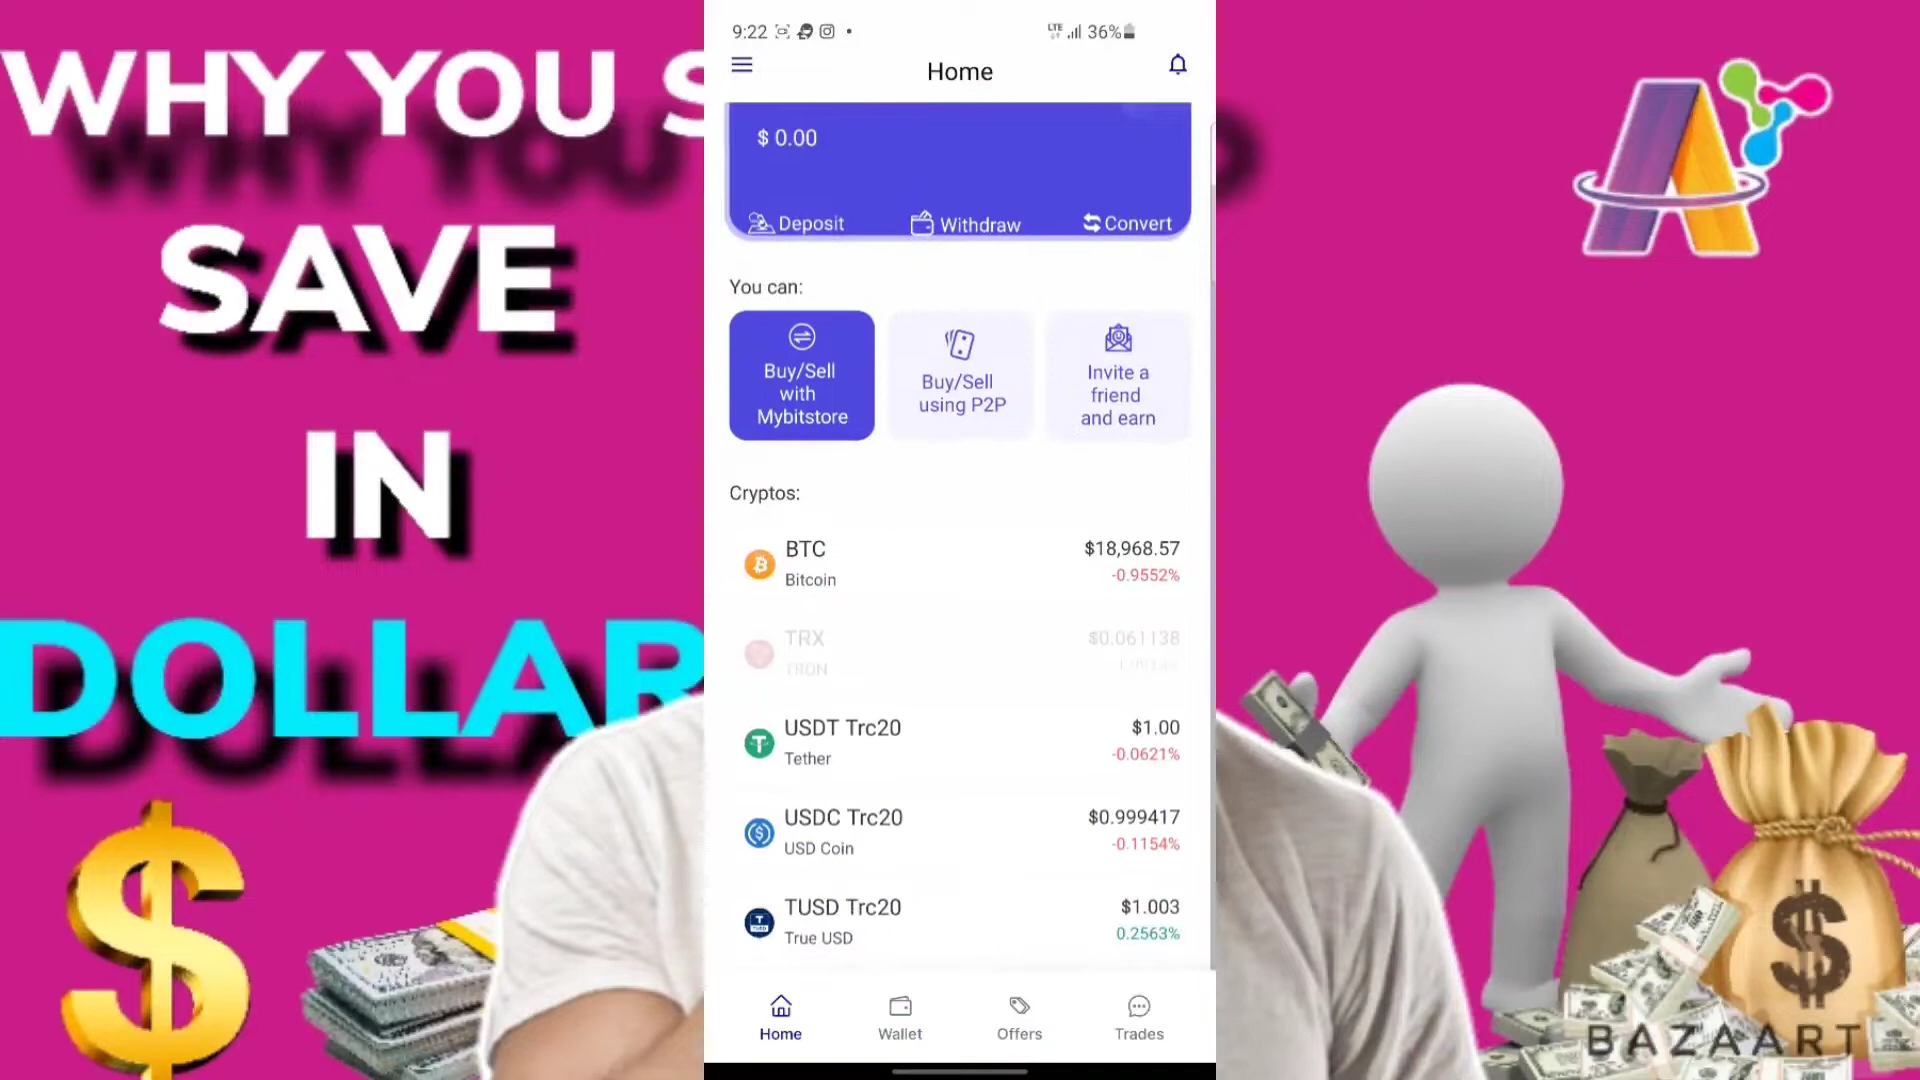 WHY YOU S
SAVE
IN
DOLLAR
9:22
LTE 36%
Home
$ 0.00
Deposit
Withdraw
Convert
You can:
Buy/Sell
with
Mybitstore
Buy/Sell
using P2P
Invite a
friend
and earn
Cryptos:
BTC
$18,968.57
Bitcoin
-0.9552%
TRX
$0.061138
TRON
USDT Trc20
$1.00
Tether
-0.0621%
USDC Trc20
$0.999417
USD Coin
-0.1154%
TUSD Trc20
$1.003
True USD
0.2563%
Home
Wallet
Offers
Trades
BAZAART